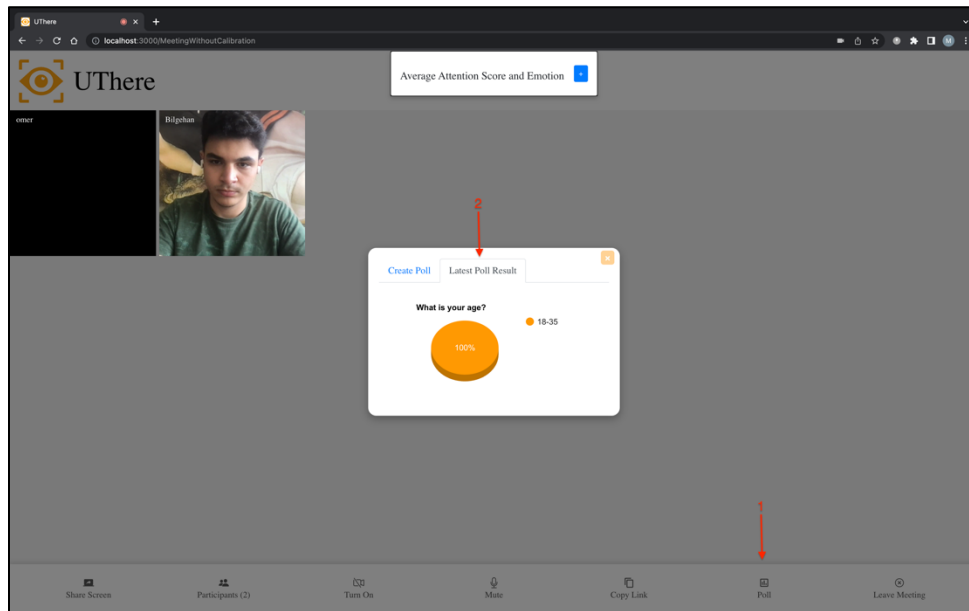 UThere
localhost:3000/MeetingWithoutCalibration
M
UThere
Average Attention Score and Emotion +
omer
Bilgehan
2
Create Poll Latest Poll Result
What is your age?
18-35
100%
1
Share Screen Participants (2) Turn On Mute Copy Link Poll Leave Meeting